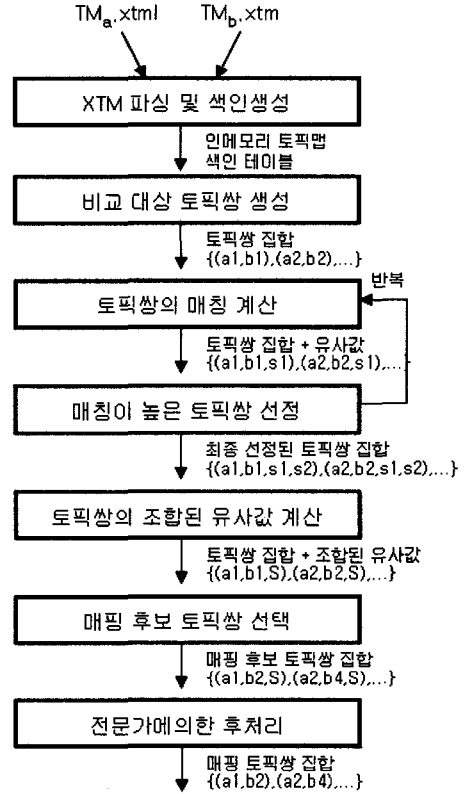 TMa.xtml TMb.xtm
XTM 파싱 및 색인생성
인메모리 토픽맵
색인 테이블
비교 대상 토픽쌍 생성
토픽쌍 집합
{(a1,b1),(a2,b2),...}
반복
토픽쌍의 매칭 계산
토픽쌍 집합 + 유사값
{(a1,b1,s1),(a2,b2,s1),...}
매칭이 높은 토픽쌍 선정
최종 선정된 토픽쌍 집합
{(a1,b1,s1,s2),(a2,b2,s1,s2),...}
토픽쌍의 조합된 유사값 계산
토픽쌍 집합 + 조합된 유사값
{(a1,b1,S),(a2,b2,S),...}
매핑 후보 토픽쌍 선택
매핑 후보 토픽쌍 집합
{(a1,b2,S),(a2,b4,S),...}
전문가에의한 후처리
매핑 토픽쌍 집합
{(a1,b2),(a2,b4),...}